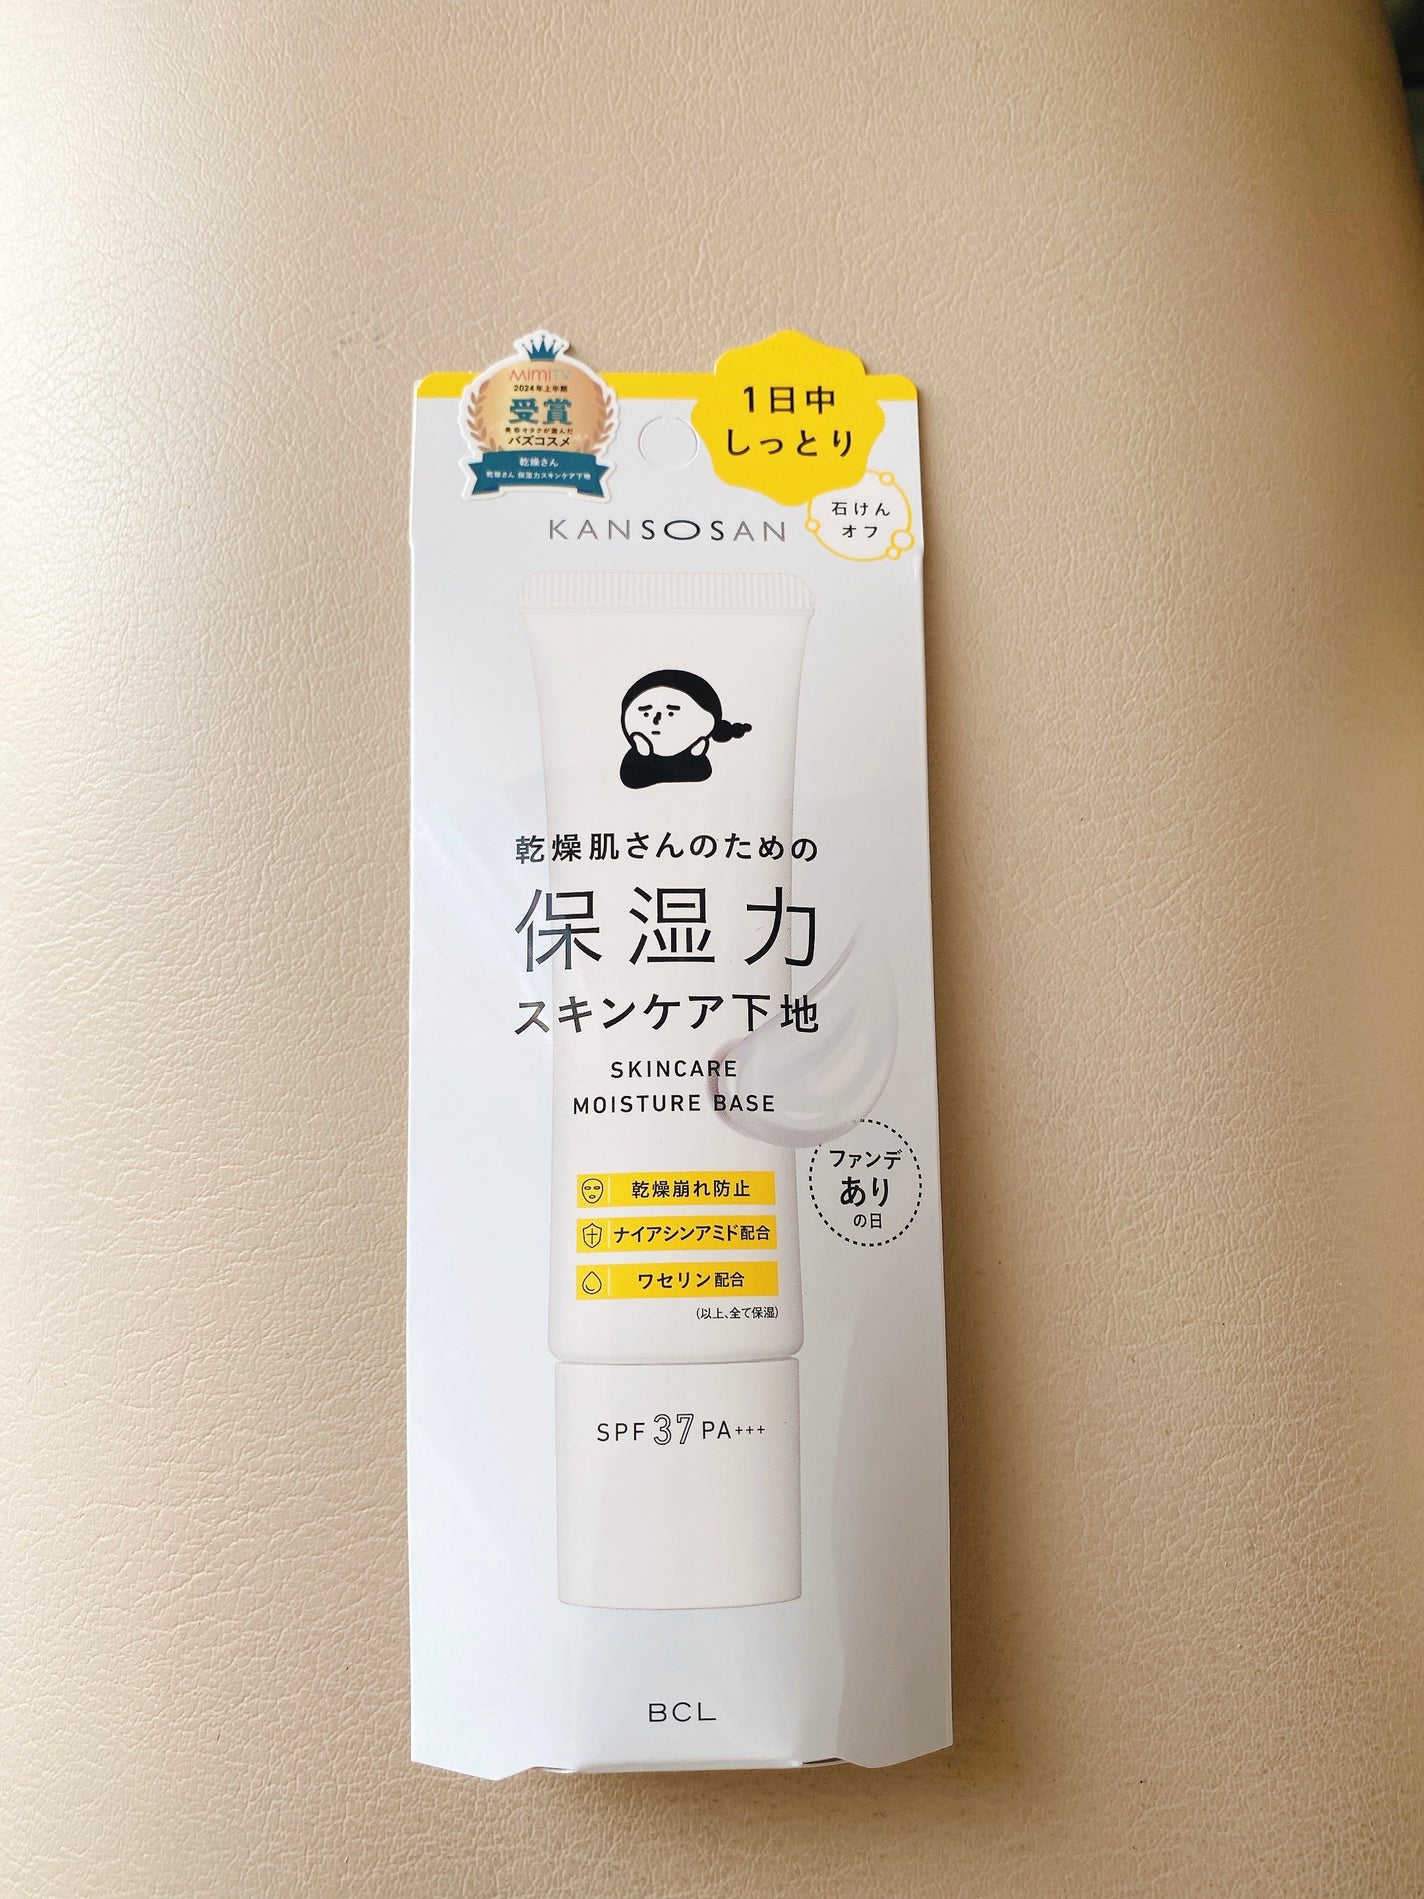 MimiTV
2024年上半期
受賞
美容オタクが選んだ
バズコスメ
乾燥さん
乾燥さん 保湿力スキンケア下地
1日中
しっとり
石けん
オフ
KANSOSAN
乾燥肌さんのための
保湿力
スキンケア下地
SKINCARE
MOISTURE BASE
ファンデ
あり
の日
乾燥崩れ防止
ナイアシンアミド配合
ワセリン配合
(以上、全て保湿)
SPF 37 PA+++
BCL